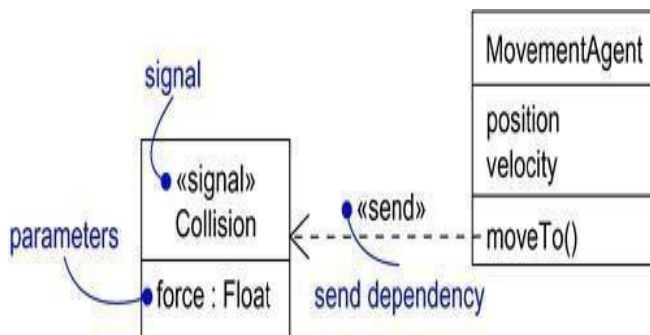 signal
«signal»
Collision
parameters
force : Float
«send»
send dependency
MovementAgent
position
velocity
moveTo()